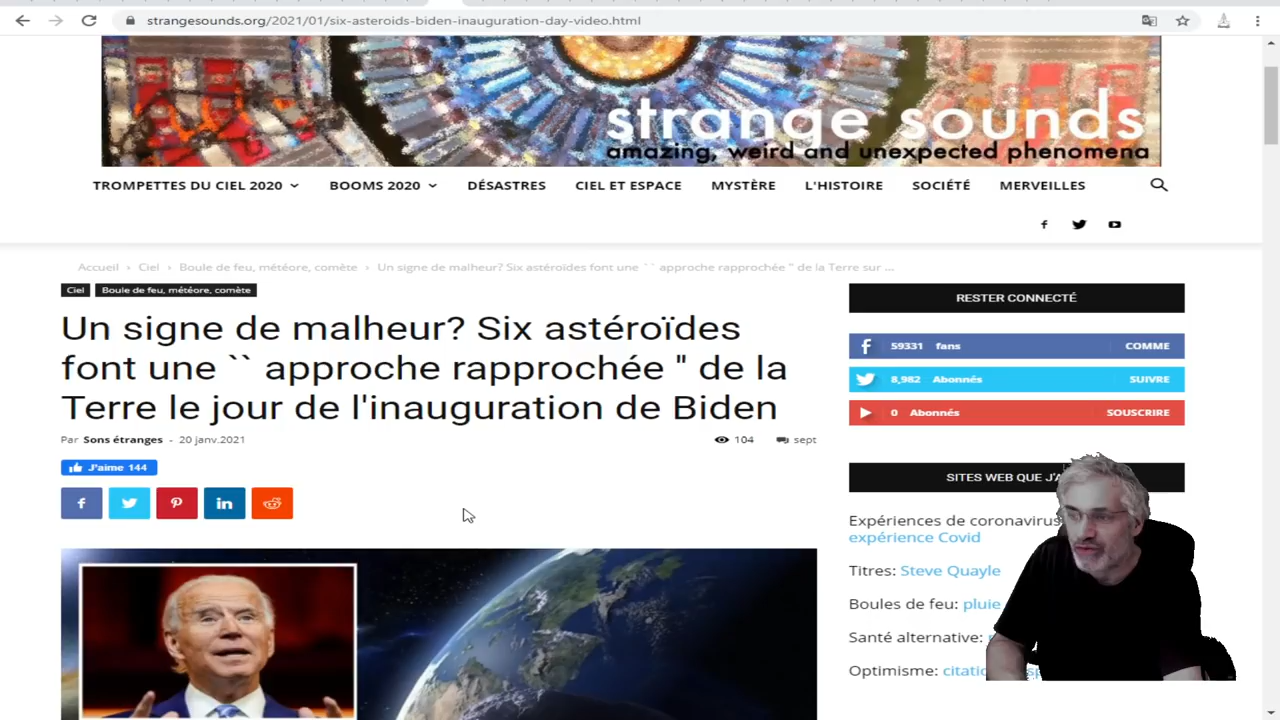 strangesounds.org/2021/01/six-asteroids-biden-inauguration-day-video.html
strange sounds
amazing, weird and unexpected phenomena
TROMPETTES DU CIEL 2020 BOOMS 2020 DÉSASTRES CIEL ET ESPACE MYSTÈRE L'HISTOIRE SOCIÉTÉ MERVEILLES
Accueil › Ciel › Boule de feu, météore, comète › Un signe de malheur? Six astéroïdes font une `` approche rapprochée '' de la Terre sur ...
Ciel Boule de feu, météore, comète
Un signe de malheur? Six astéroïdes
font une `` approche rapprochée '' de la
Terre le jour de l'inauguration de Biden
Par Sons étranges - 20 janv.2021 104 sept
J'aime 144
RESTER CONNECTÉ
59331 fans COMME
8,982 Abonnés SUIVRE
0 Abonnés SOUSCRIRE
SITES WEB QUE
Expériences de coronavirus
expérience Covid
Titres: Steve Quayle
Boules de feu: pluie
Santé alternative:
Optimisme: